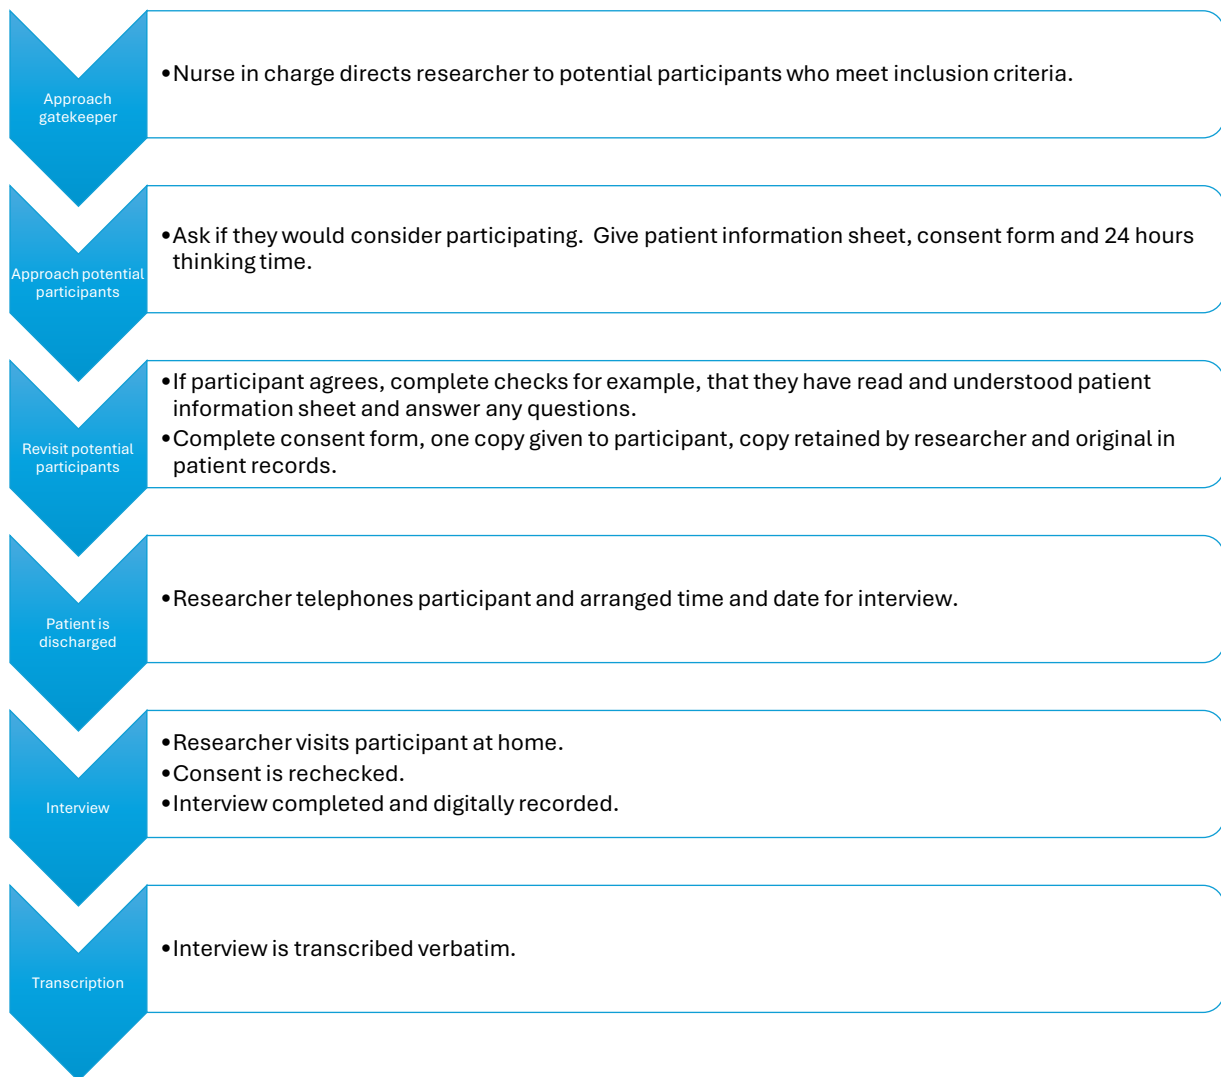 Approach
gatekeeper
•Nurse in charge directs researcher to potential participants who meet inclusion criteria.
Approach potential
participants
•Ask if they would consider participating.  Give patient information sheet, consent form and 24 hours
thinking time.
Revisit potential
participants
•If participant agrees, complete checks for example, that they have read and understood patient
information sheet and answer any questions.
•Complete consent form, one copy given to participant, copy retained by researcher and original in
patient records.
Patient is
discharged
•Researcher telephones participant and arranged time and date for interview.
Interview
•Researcher visits participant at home.
•Consent is rechecked.
•Interview completed and digitally recorded.
Transcription
•Interview is transcribed verbatim.